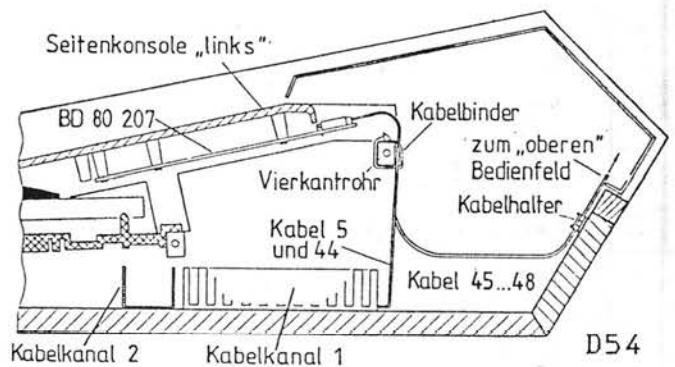 Seitenkonsole „links"
BD 80 207
Kabelbinder
zum „oberen"
Bedienfeld
Vierkantrohr
Kabelhalter
Kabel 5
und 44
Kabel 45...48
Kabelkanal 2
Kabelkanal 1
D54